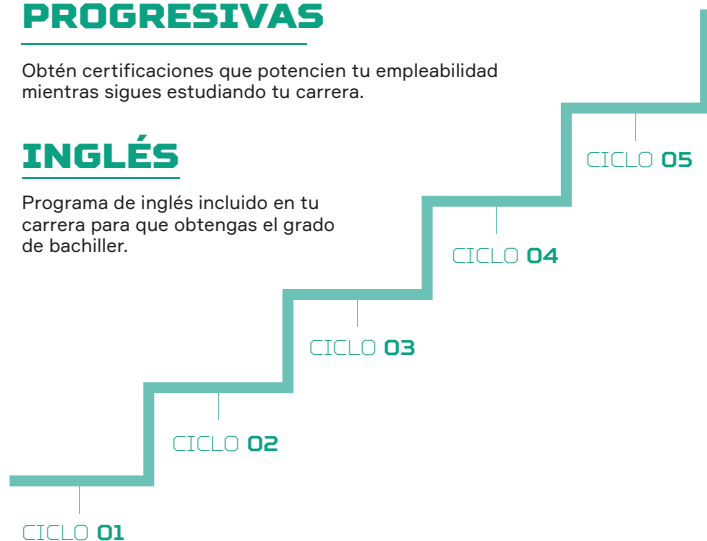 PROGRESIVAS
Obtén certificaciones que potencien tu empleabilidad
mientras sigues estudiando tu carrera.
INGLÉS
Programa de inglés incluido en tu
carrera para que obtengas el grado
de bachiller.
CICLO 05
CICLO 04
CICLO 03
CICLO 02
CICLO 01